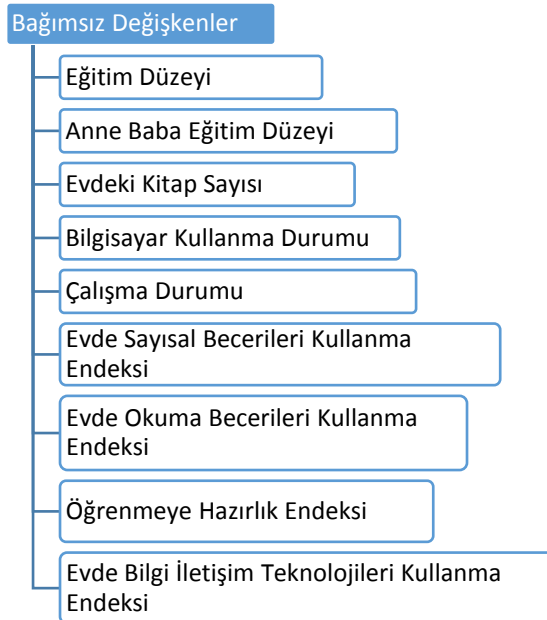 Bağımsız Değişkenler
Eğitim Düzeyi
Anne Baba Eğitim Düzeyi
Evdeki Kitap Sayısı
Bilgisayar Kullanma Durumu
Çalışma Durumu
Evde Sayısal Becerileri Kullanma
Endeksi
Evde Okuma Becerileri Kullanma
Endeksi
Öğrenmeye Hazırlık Endeksi
Evde Bilgi İletişim Teknolojileri Kullanma
Endeksi